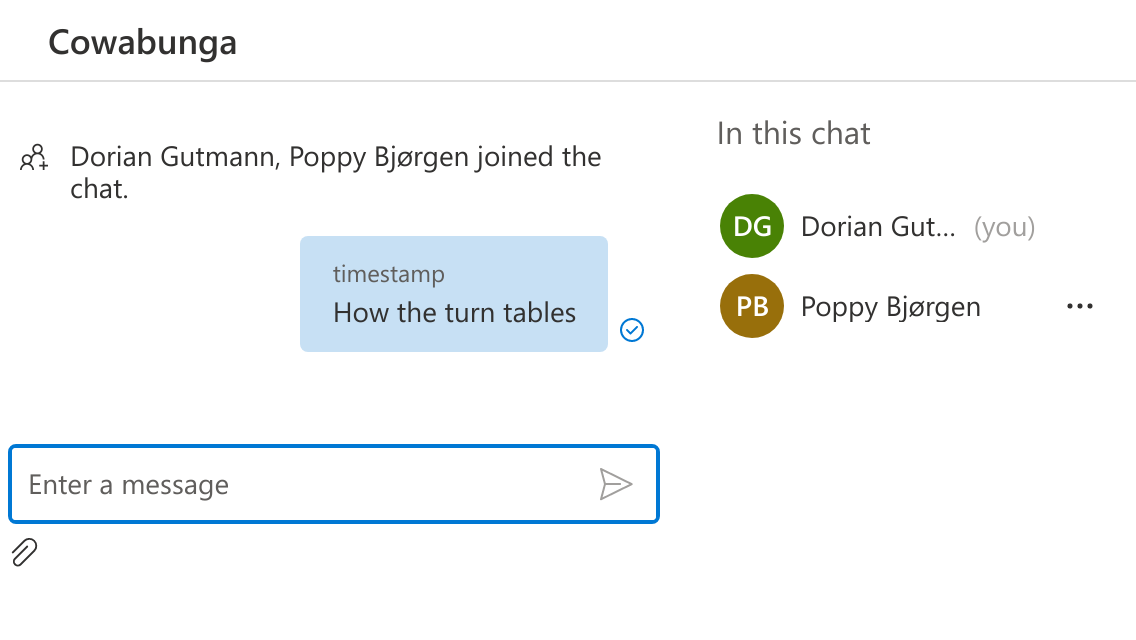 Cowabunga
Dorian Gutmann, Poppy Bjørgen joined the
chat.
timestamp
How the turn tables
Enter a message
In this chat
DG Dorian Gut... (you)
PB Poppy Bjørgen